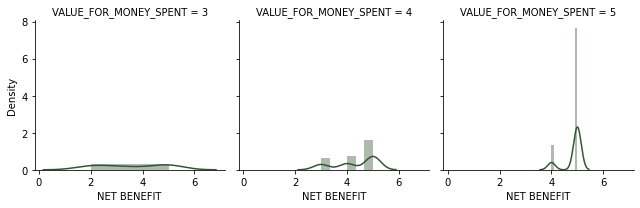 VALUE_FOR_MONEY_SPENT = 3
VALUE_FOR_MONEY_SPENT = 4
VALUE_FOR_MONEY_SPENT = 5
8
6
4
2
0
Density
0 2 4 6
0 2 4 6
0 2 4 6
NET BENEFIT
NET BENEFIT
NET BENEFIT